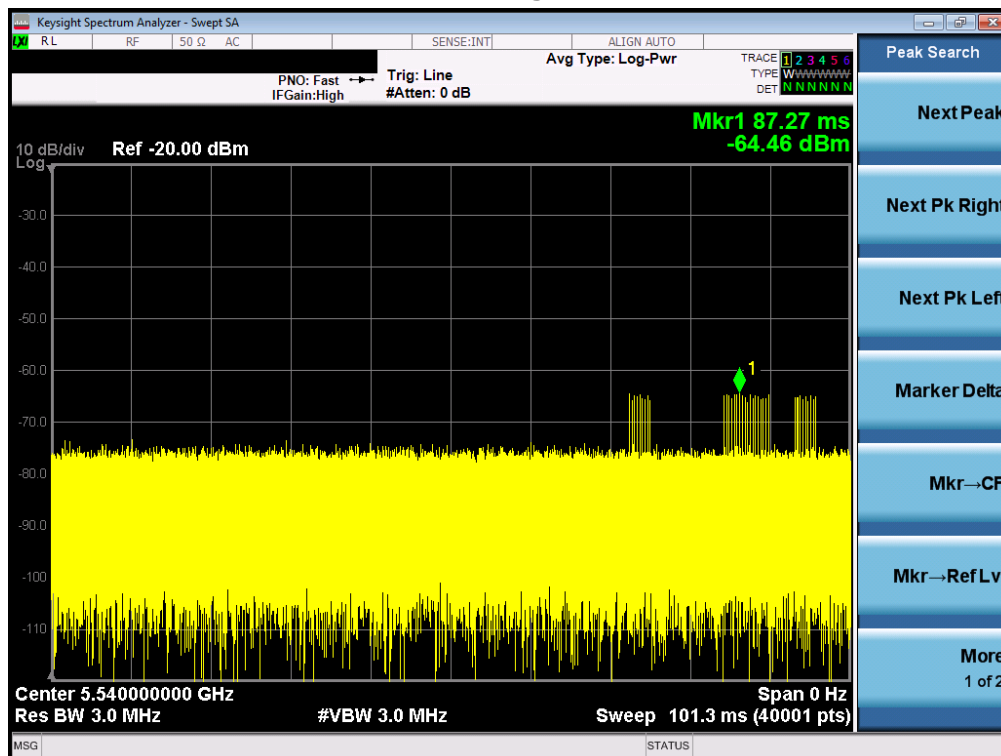 Keysight Spectrum Analyzer - Swept SA
LXI RL RF 50 Ω AC SENSE:INT ALIGN AUTO
Avg Type: Log-Pwr
TRACE 1 2 3 4 5 6
PNO: Fast Trig: Line TYPE WWWWWW
IFGain:High #Atten: 0 dB DET N N N N N N
Mkr1 87.27 ms
-64.46 dBm
10 dB/div Ref -20.00 dBm
Log
-30.0
-40.0
-50.0
-60.0
1
-70.0
-80.0
-90.0
-100
-110
Center 5.540000000 GHz Span 0 Hz
Res BW 3.0 MHz #VBW 3.0 MHz Sweep 101.3 ms (40001 pts)
MSG STATUS
Peak Search
Next Peak
Next Pk Right
Next Pk Left
Marker Delta
Mkr→CF
Mkr→Ref Lv
More
1 of 2